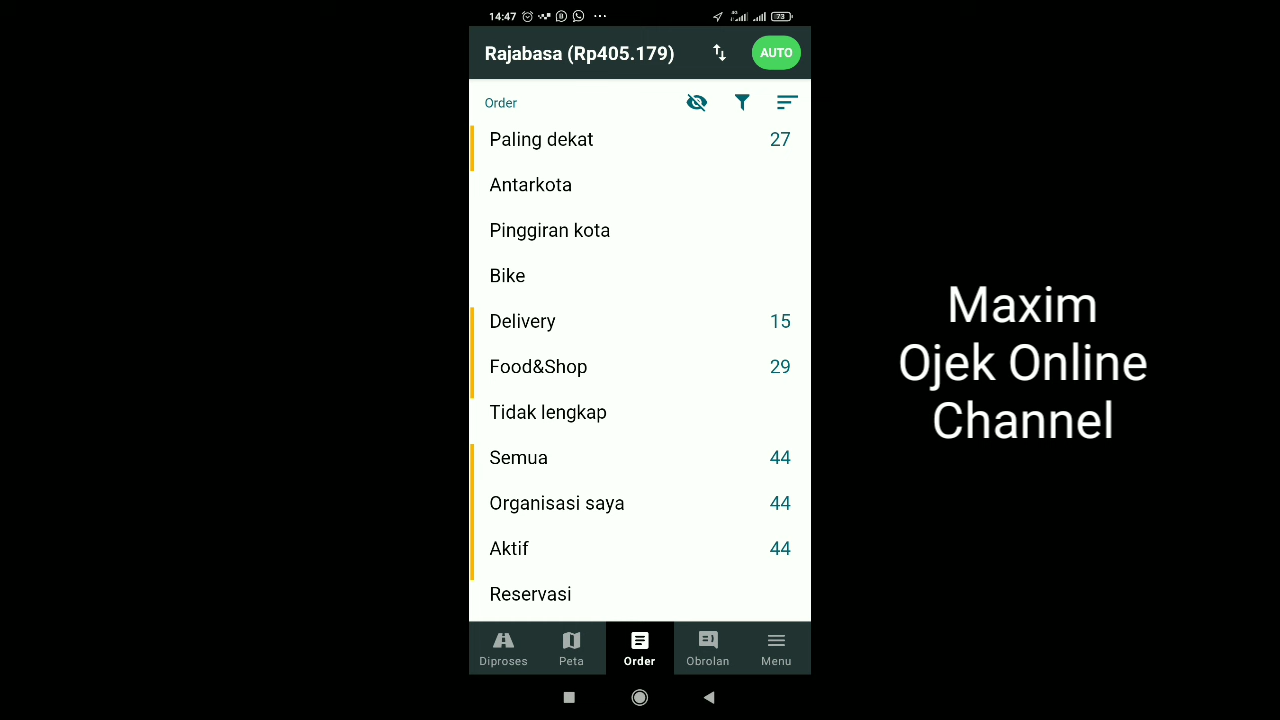 14:47
73
Rajabasa (Rp405.179)
AUTO
Order
Paling dekat 27
Antarkota
Pinggiran kota
Bike
Delivery 15
Food&Shop 29
Tidak lengkap
Semua 44
Organisasi saya 44
Aktif 44
Reservasi
Diproses Peta Order Obrolan Menu
Maxim
Ojek Online
Channel